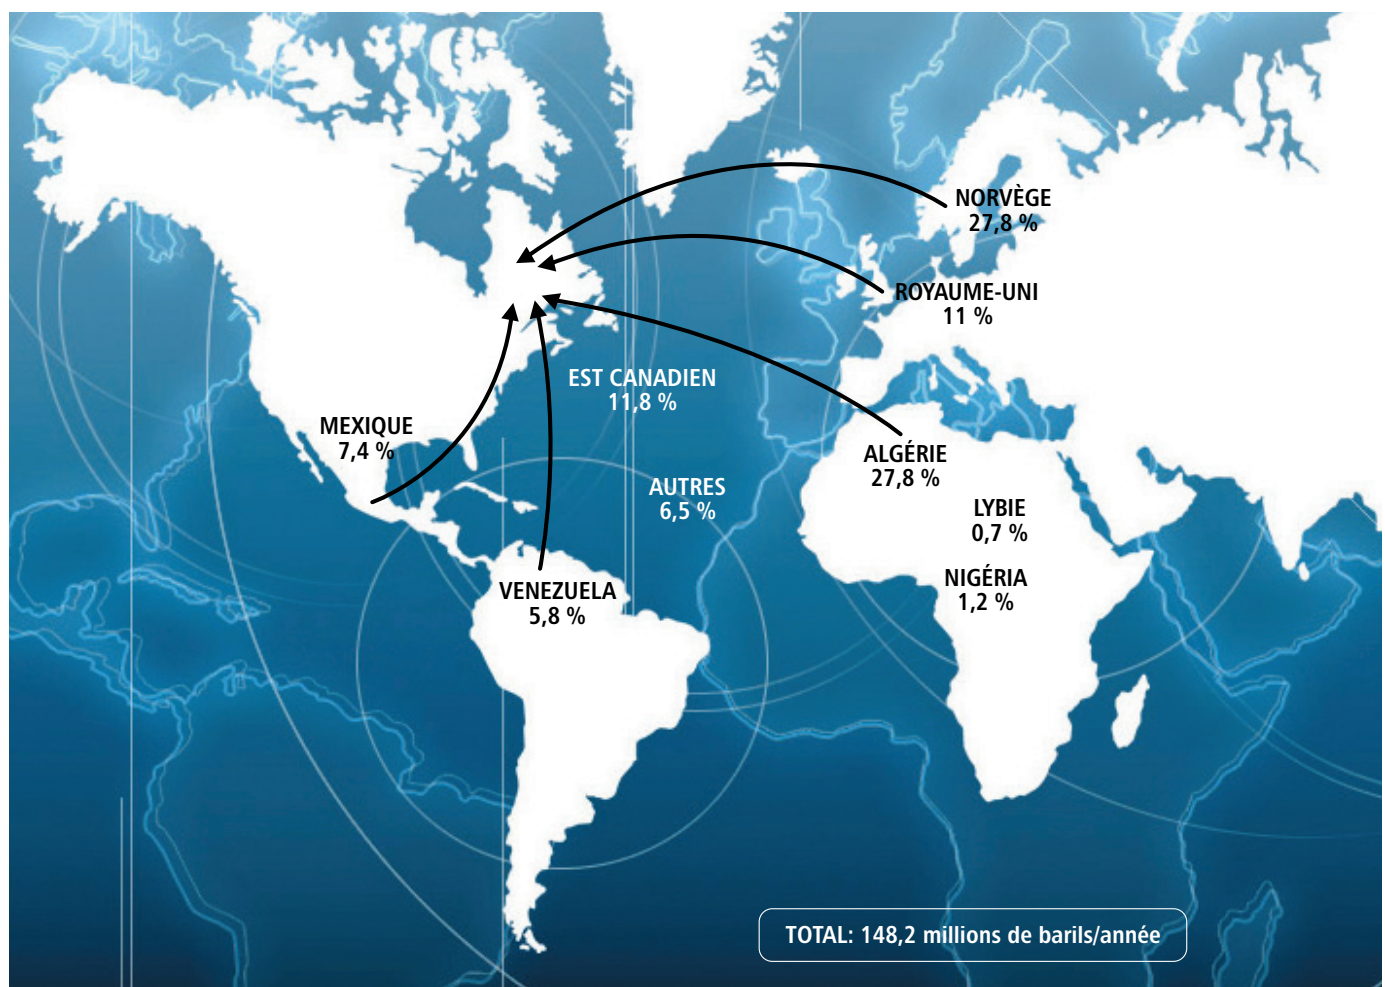 NORVÈGE
27,8 %
ROYAUME-UNI
11 %
EST CANADIEN
11,8 %
MEXIQUE
7,4 %
ALGÉRIE
27,8 %
AUTRES
6,5 %
LYBIE
0,7 %
NIGÉRIA
1,2 %
VENEZUELA
5,8 %
TOTAL: 148,2 millions de barils/année